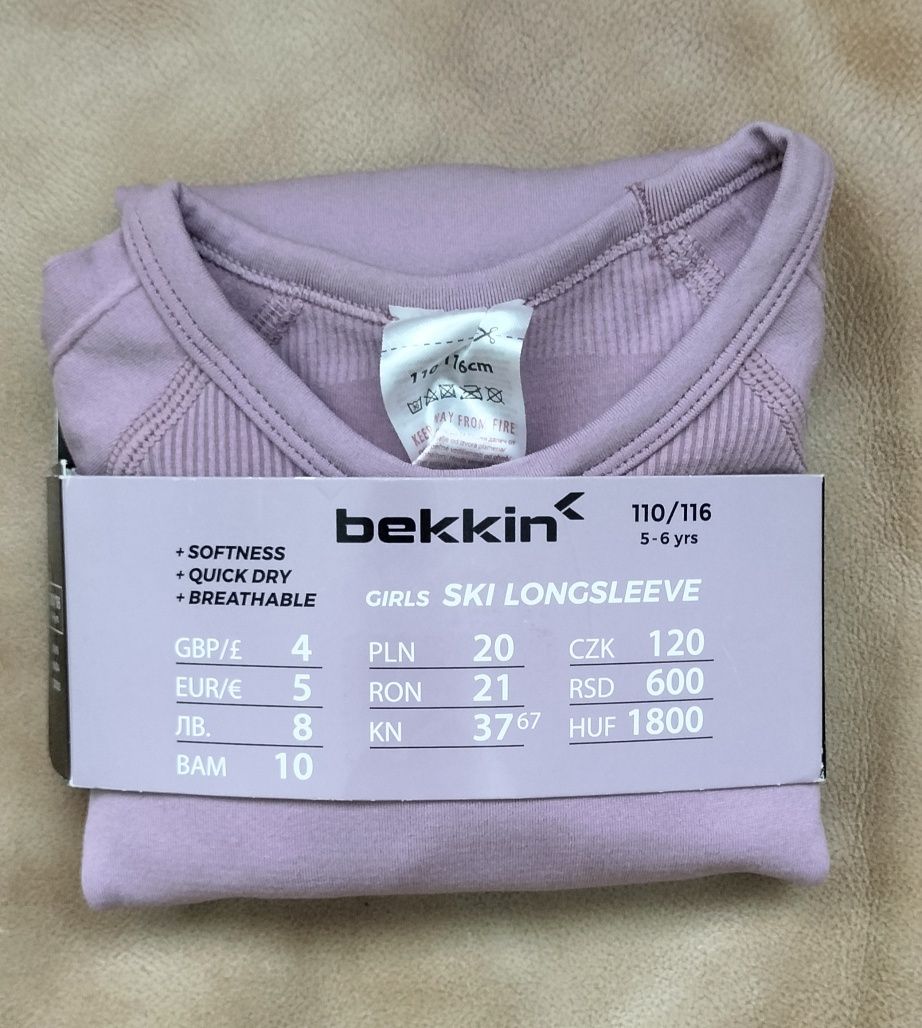 110/116cm
KEEP AWAY FROM FIRE
bekkin
110/116
5-6 yrs
+ SOFTNESS
+ QUICK DRY
+ BREATHABLE
GIRLS SKI LONGSLEEVE
GBP/£ 4
EUR/€ 5
ЛВ. 8
BAM 10
PLN 20
RON 21
KN 37 67
CZK 120
RSD 600
HUF 1800